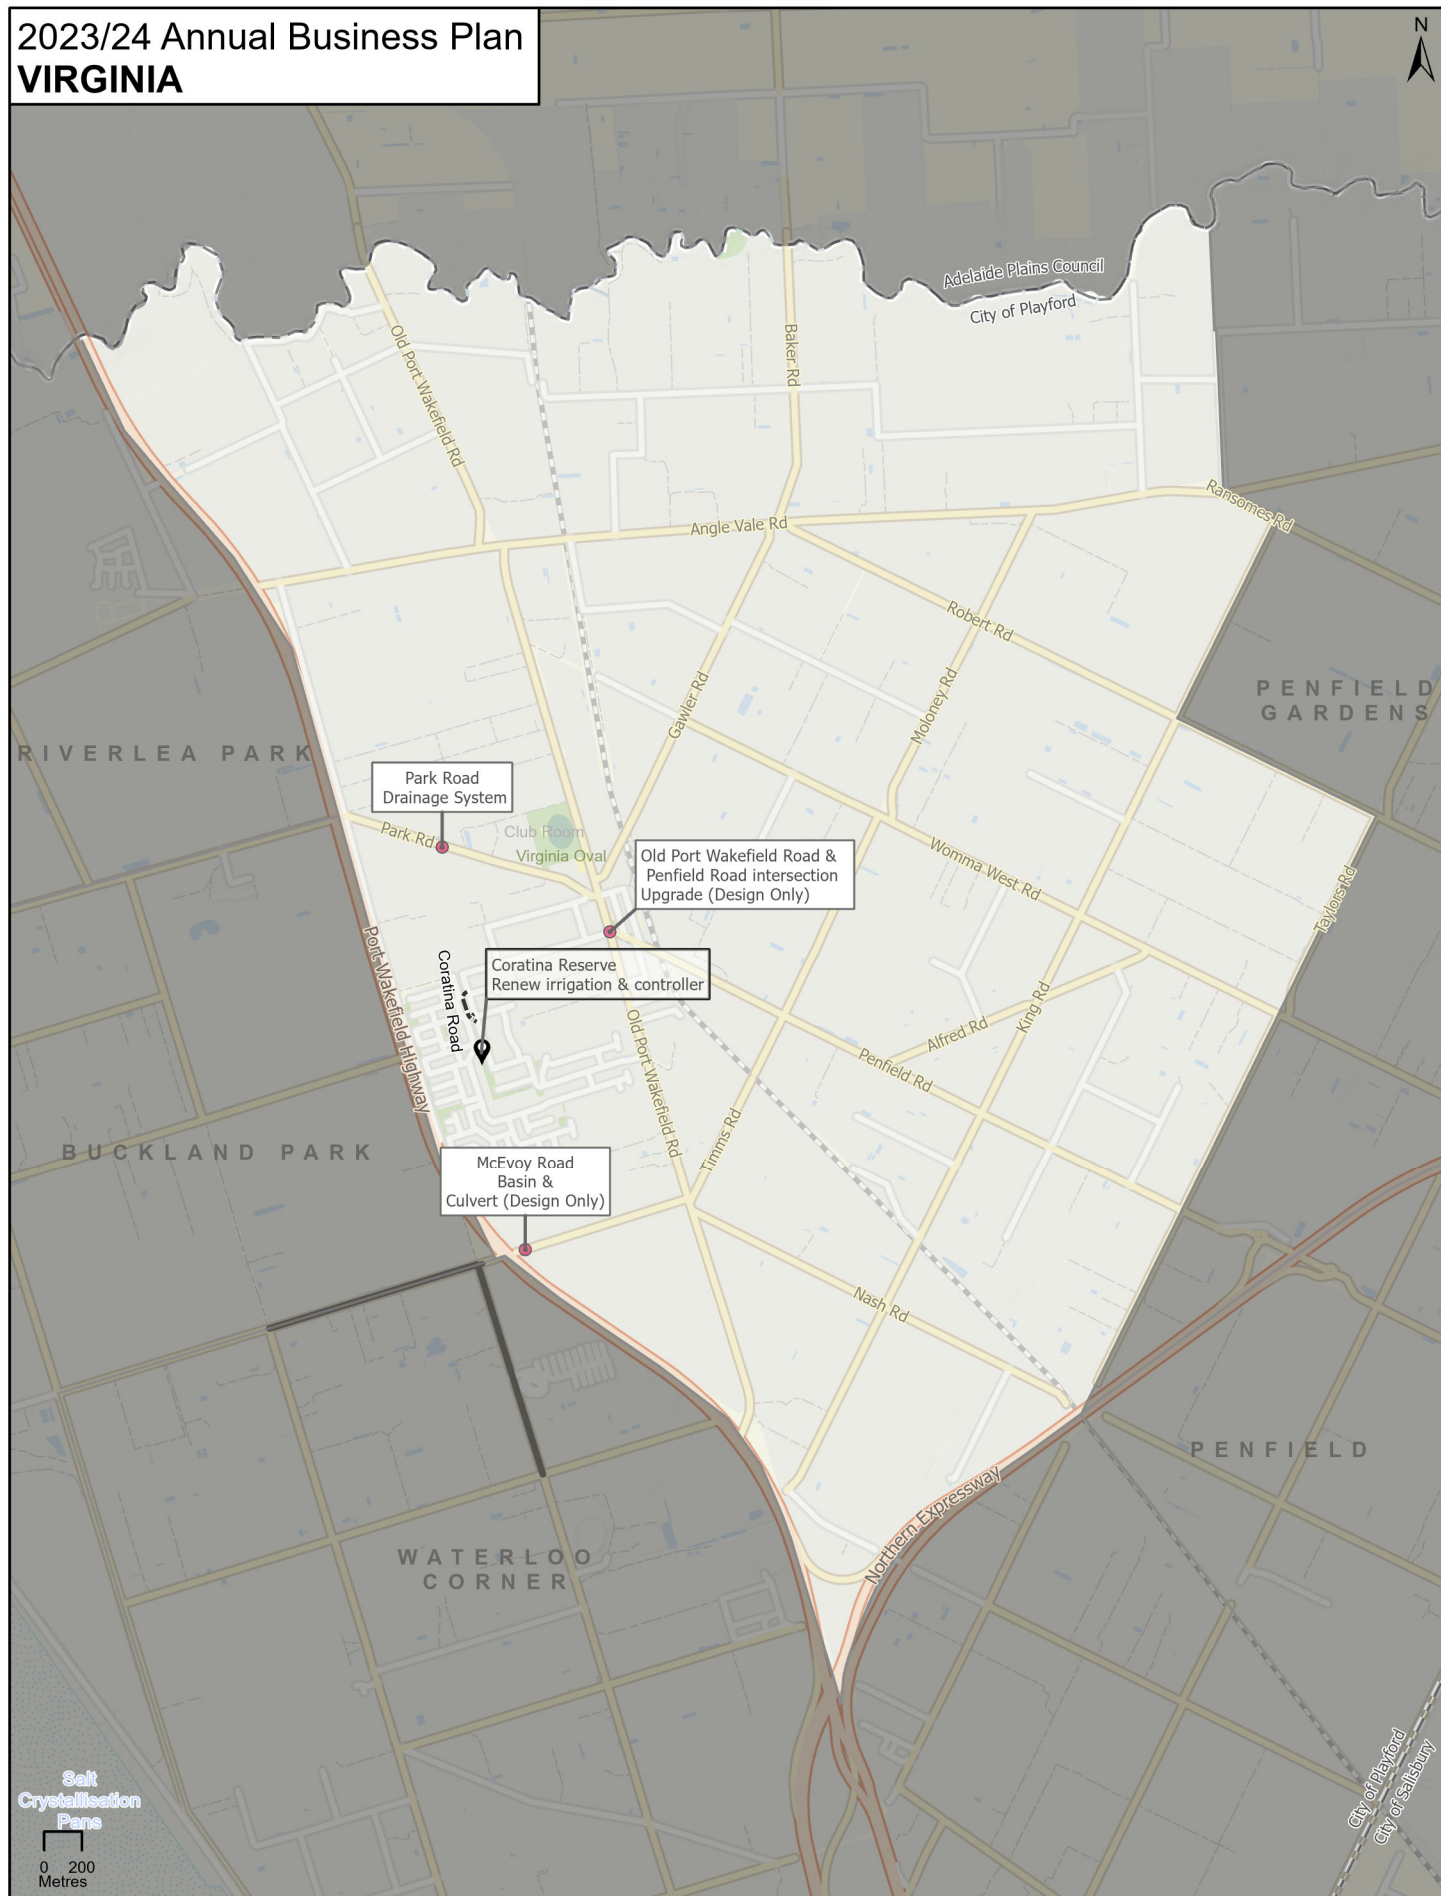 2023/24 Annual Business Plan
VIRGINIA
N
Adelaide Plains Council
City of Playford
Old Port Wakefield Rd
Baker Rd
Angle Vale Rd
Ransomes Rd
Robert Rd
Moloney Rd
Gawler Rd
PENFIELD
GARDENS
RIVERLEA PARK
Park Road
Drainage System
Park Rd
Club Room
Virginia Oval
Old Port Wakefield Road &
Penfield Road intersection
Upgrade (Design Only)
Womma West Rd
Taylors Rd
Port Wakefield Highway
Coratina Road
Coratina Reserve
Renew irrigation & controller
Old Port Wakefield Rd
Alfred Rd
King Rd
Penfield Rd
Timms Rd
BUCKLAND PARK
McEvoy Road
Basin &
Culvert (Design Only)
Nash Rd
PENFIELD
Northern Expressway
WATERLOO
CORNER
City of Playford
City of Salisbury
Salt
Crystallisation
Pans
0 200
Metres